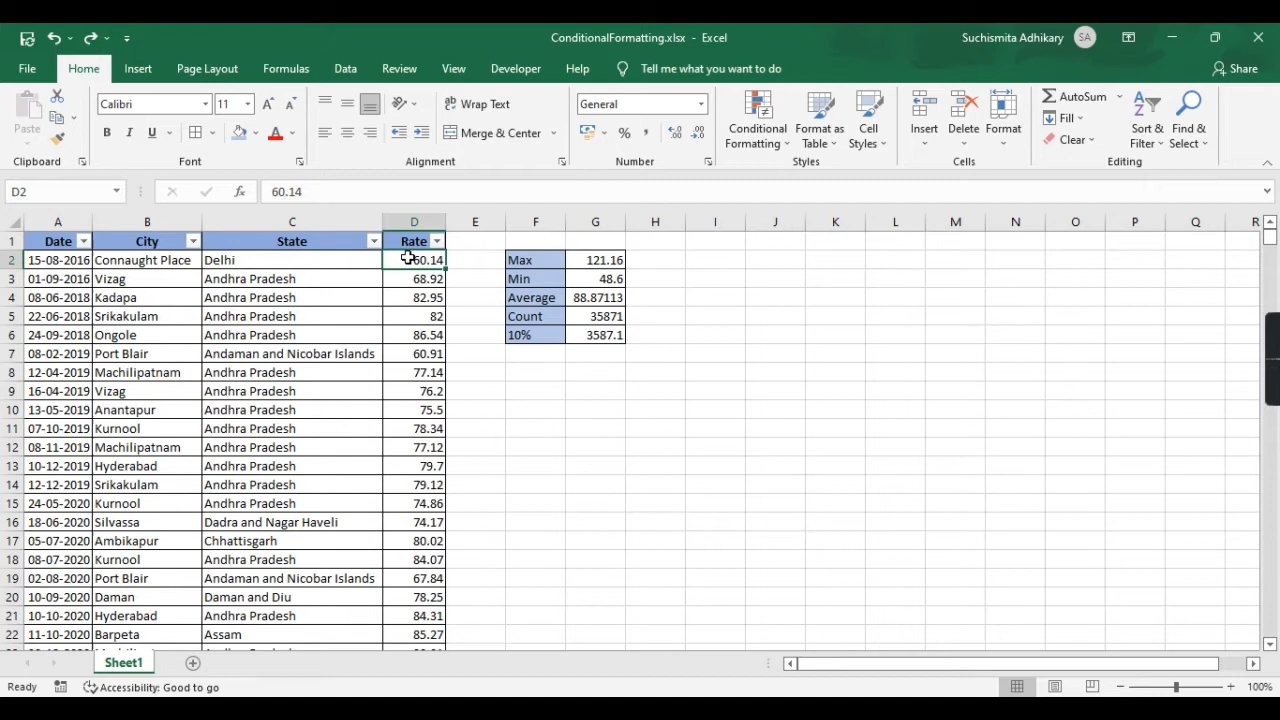 ConditionalFormatting.xlsx - Excel
Suchismita Adhikary SA
File Home Insert Page Layout Formulas Data Review View Developer Help Tell me what you want to do Share
Paste
Calibri 11
B I U
Wrap Text
Merge & Center
General
Conditional Formatting
Format as Table
Cell Styles
Insert Delete Format
AutoSum
Fill
Clear
Sort & Filter
Find & Select
Clipboard Font Alignment Number Styles Cells Editing
D2 fx 60.14
A B C D E F G H I J K L M N O P Q R
1 Date City State Rate
2 15-08-2016 Connaught Place Delhi 60.14 Max 121.16
3 01-09-2016 Vizag Andhra Pradesh 68.92 Min 48.6
4 08-06-2018 Kadapa Andhra Pradesh 82.95 Average 88.87113
5 22-06-2018 Srikakulam Andhra Pradesh 82 Count 35871
6 24-09-2018 Ongole Andhra Pradesh 86.54 10% 3587.1
7 08-02-2019 Port Blair Andaman and Nicobar Islands 60.91
8 12-04-2019 Machilipatnam Andhra Pradesh 77.14
9 16-04-2019 Vizag Andhra Pradesh 76.2
10 13-05-2019 Anantapur Andhra Pradesh 75.5
11 07-10-2019 Kurnool Andhra Pradesh 78.34
12 08-11-2019 Machilipatnam Andhra Pradesh 77.12
13 10-12-2019 Hyderabad Andhra Pradesh 79.7
14 12-12-2019 Srikakulam Andhra Pradesh 79.12
15 24-05-2020 Kurnool Andhra Pradesh 74.86
16 18-06-2020 Silvassa Dadra and Nagar Haveli 74.17
17 05-07-2020 Ambikapur Chhattisgarh 80.02
18 08-07-2020 Kurnool Andhra Pradesh 84.07
19 02-08-2020 Port Blair Andaman and Nicobar Islands 67.84
20 10-09-2020 Daman Daman and Diu 78.25
21 10-10-2020 Hyderabad Andhra Pradesh 84.31
22 11-10-2020 Barpeta Assam 85.27
Sheet1
Ready Accessibility: Good to go 100%